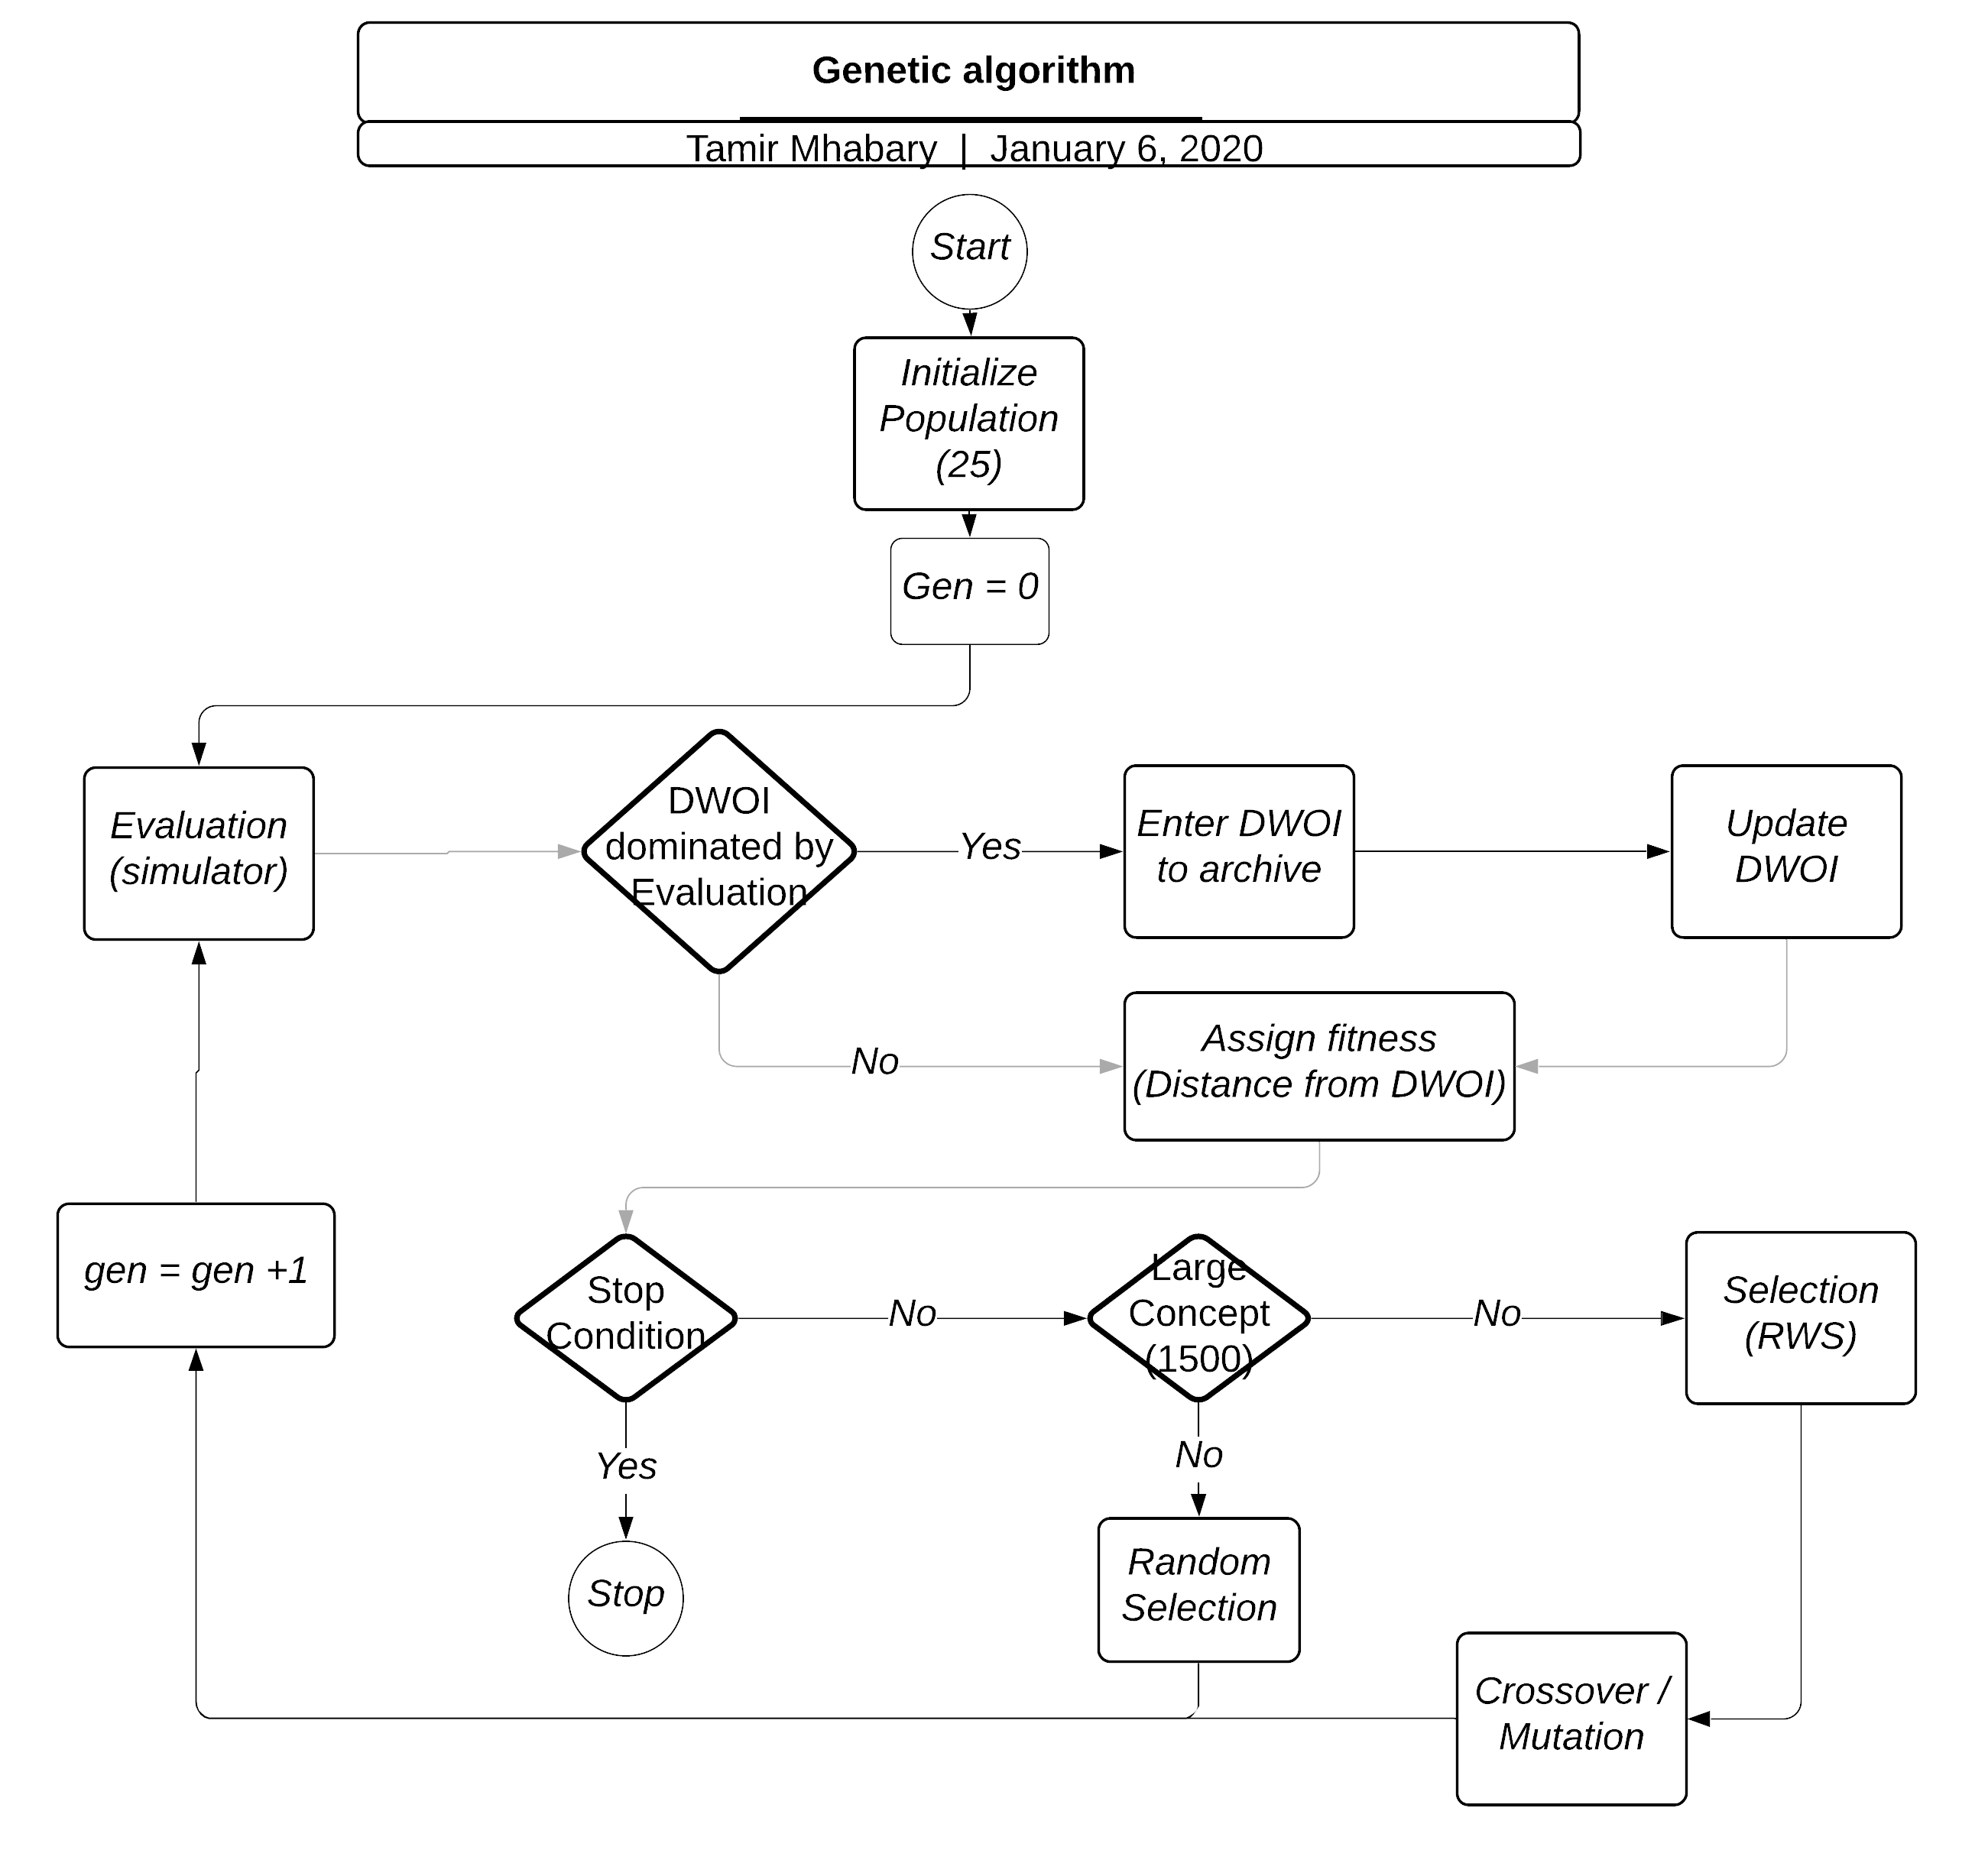 Genetic algorithm
Tamir Mhabary | January 6, 2020
Start
Initialize
Population
(25)
Gen = 0
Evaluation
(simulator)
DWOI
dominated by
Evaluation
Yes
Enter DWOI
to archive
Update
DWOI
No
Assign fitness
(Distance from DWOI)
gen = gen +1
Stop
Condition
No
Large
Concept
(1500)
No
Selection
(RWS)
Yes
No
Stop
Random
Selection
Crossover /
Mutation